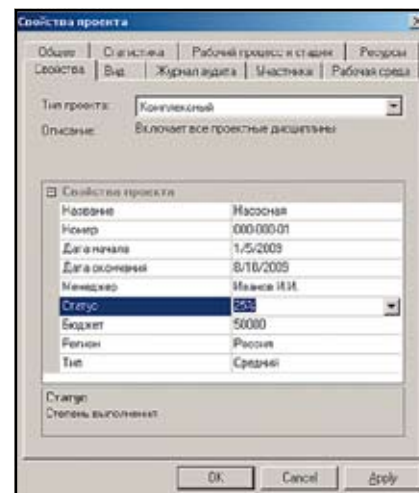 Свойства проекта
Общие Статистика Рабочий процесс и стадии Ресурсы
Свойства Вид Журнал аудита Участники Рабочая среда
Тип проекта: Комплексный
Описание: Включает все проектные дисциплины
Свойства проекта
Название Насосная
Номер 000-000-01
Дата начала 1/5/2009
Дата окончания 8/10/2009
Менеджер Иванов И.И.
Статус 25%
Бюджет 50000
Регион Россия
Тип Средний
Статус
Степень выполнения
OK Cancel Apply